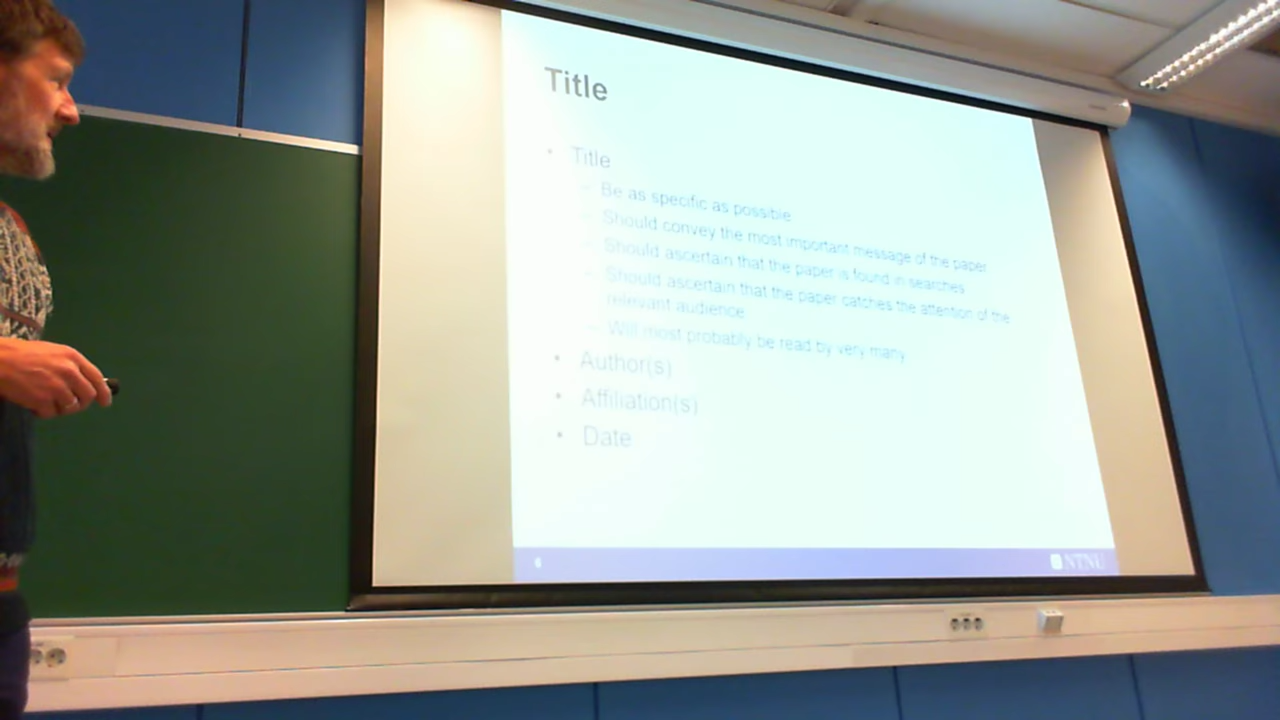 Title
• Title
– Be as specific as possible
– Should convey the most important message of the paper
– Should ascertain that the paper is found in searches
– Should ascertain that the paper catches the attention of the
relevant audience
– Will most probably be read by very many
• Author(s)
• Affiliation(s)
• Date
6
NTNU